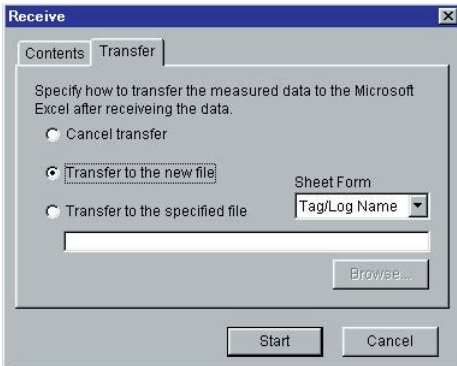 Receive
Contents Transfer
Specify how to transfer the measured data to the Microsoft
Excel after receiveing the data.
Cancel transfer
Transfer to the new file
Sheet Form
Transfer to the specified file
Tag/Log Name
Browse...
Start Cancel